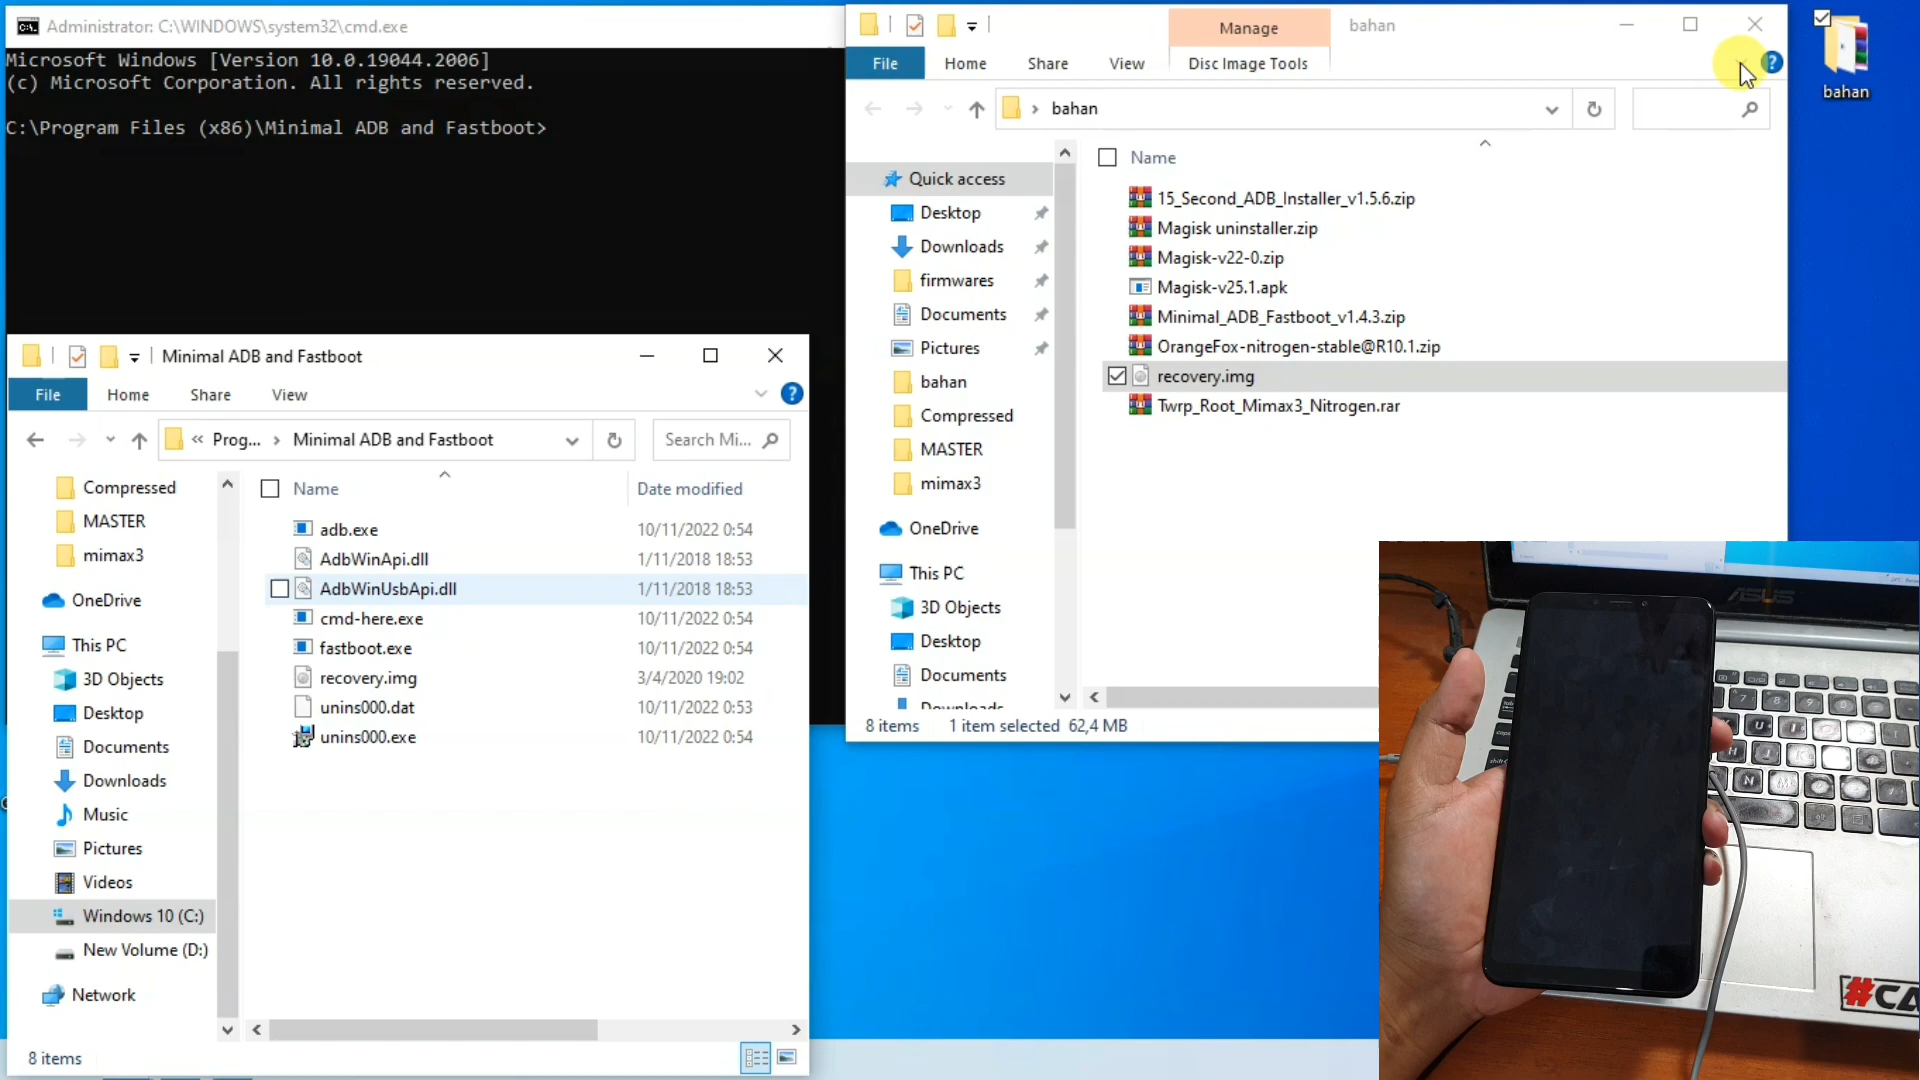 Administrator: C:\WINDOWS\system32\cmd.exe
Microsoft Windows [Version 10.0.19044.2006]
(c) Microsoft Corporation. All rights reserved.
C:\Program Files (x86)\Minimal ADB and Fastboot>
Manage
bahan
File
Home
Share
View
Disc Image Tools
bahan
Quick access
Desktop
Downloads
firmwares
Documents
Pictures
bahan
Compressed
MASTER
mimax3
OneDrive
This PC
3D Objects
Desktop
Documents
Downloads
Name
15_Second_ADB_Installer_v1.5.6.zip
Magisk uninstaller.zip
Magisk-v22-0.zip
Magisk-v25.1.apk
Minimal_ADB_Fastboot_v1.4.3.zip
OrangeFox-nitrogen-stable@R10.1.zip
recovery.img
Twrp_Root_Mimax3_Nitrogen.rar
8 items
1 item selected 62,4 MB
bahan
Minimal ADB and Fastboot
File
Home
Share
View
« Prog... › Minimal ADB and Fastboot
Search Mi...
Compressed
MASTER
mimax3
OneDrive
This PC
3D Objects
Desktop
Documents
Downloads
Music
Pictures
Videos
Windows 10 (C:)
New Volume (D:)
Network
Name Date modified
adb.exe 10/11/2022 0:54
AdbWinApi.dll 1/11/2018 18:53
AdbWinUsbApi.dll 1/11/2018 18:53
cmd-here.exe 10/11/2022 0:54
fastboot.exe 10/11/2022 0:54
recovery.img 3/4/2020 19:02
unins000.dat 10/11/2022 0:53
unins000.exe 10/11/2022 0:54
8 items
ASUS
#CA